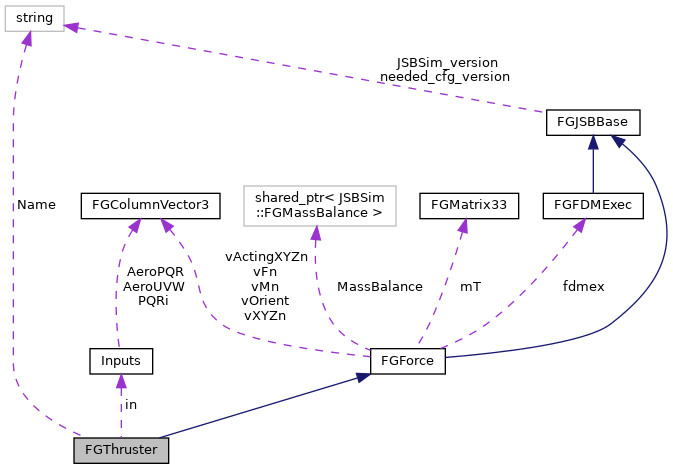 string
JSBSim_version
needed_cfg_version
FGJSBBase
Name
FGColumnVector3
shared_ptr< JSBSim
::FGMassBalance >
FGMatrix33
FGFDMExec
AeroPQR
AeroUVW
PQRi
vActingXYZn
vFn
vMn
vOrient
vXYZn
MassBalance
mT
fdmex
Inputs
FGForce
in
FGThruster